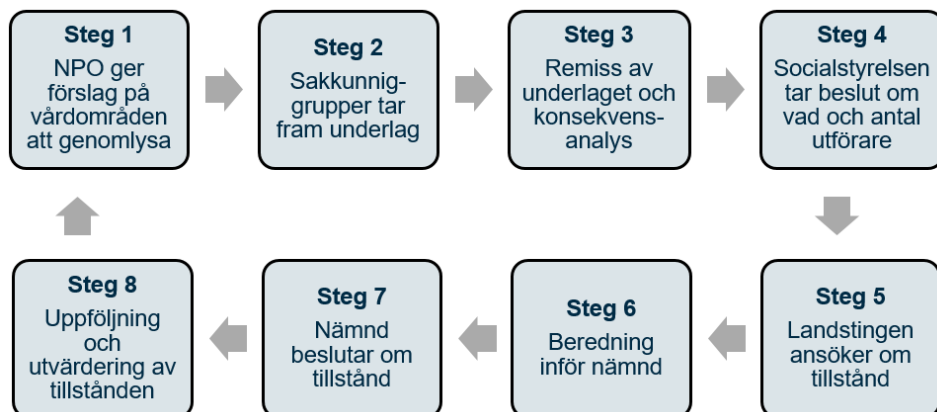 Steg 1
NPO ger
förslag på
vårdområden
att genomlysa
Steg 2
Sakkunnig-
grupper tar
fram underlag
Steg 3
Remiss av
underlaget och
konsekvens-
analys
Steg 4
Socialstyrelsen
tar beslut om
vad och antal
utförare
Steg 5
Landstingen
ansöker om
tillstånd
Steg 6
Beredning
inför nämnd
Steg 7
Nämnd
beslutar om
tillstånd
Steg 8
Uppföljning
och
utvärdering av
tillstånden